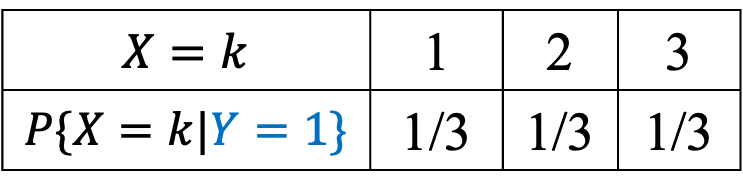 X = k 1 2 3
P{X = k|Y = 1} 1/3 1/3 1/3